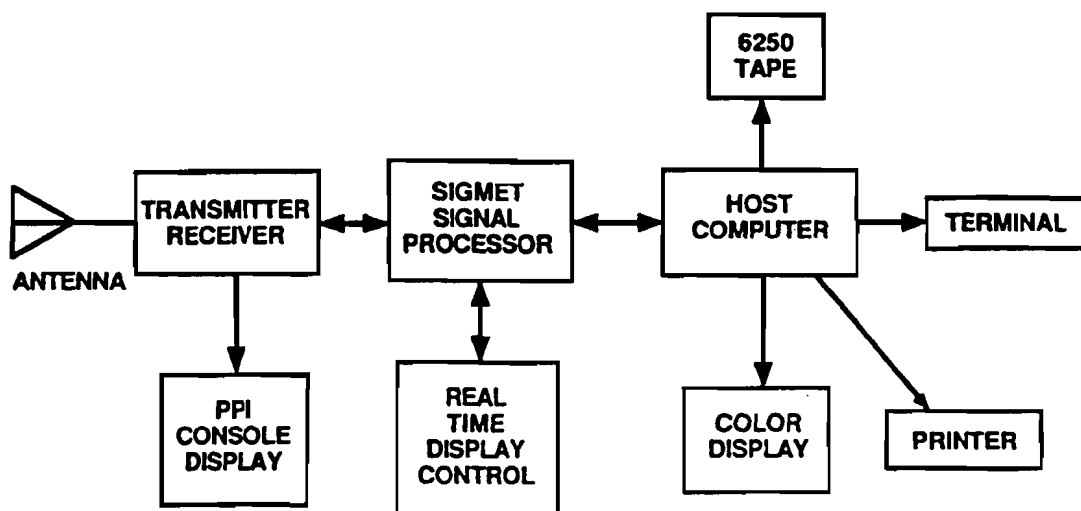 6250
TAPE
TRANSMITTER
RECEIVER
SIGMET
SIGNAL
PROCESSOR
HOST
COMPUTER
TERMINAL
ANTENNA
PPI
CONSOLE
DISPLAY
REAL
TIME
DISPLAY
CONTROL
COLOR
DISPLAY
PRINTER